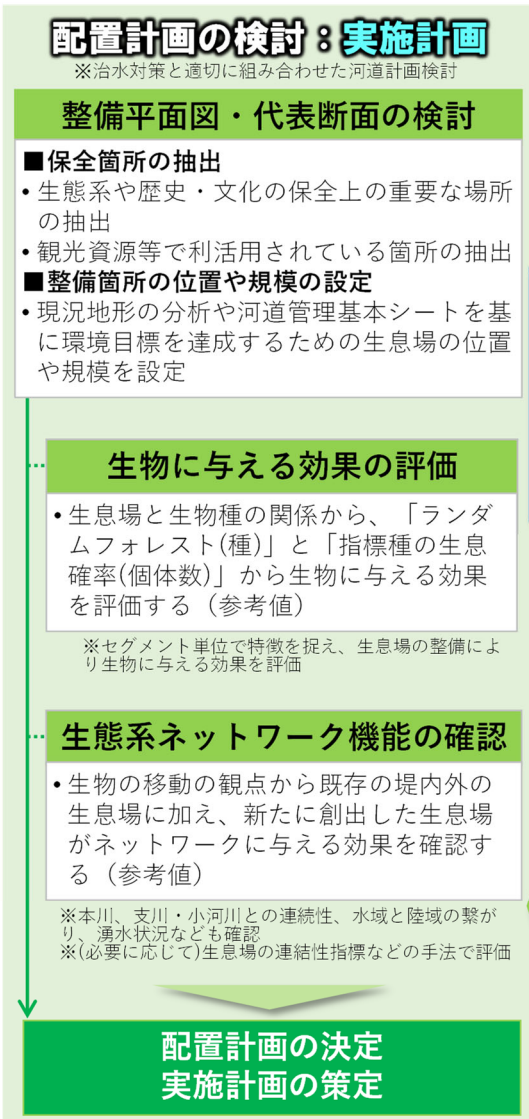 配置計画の検討：実施計画
※治水対策と適切に組み合わせた河道計画検討
整備平面図・代表断面の検討
■保全箇所の抽出
• 生態系や歴史・文化の保全上の重要な場所
の抽出
• 観光資源等で利活用されている箇所の抽出
■整備箇所の位置や規模の設定
• 現況地形の分析や河道管理基本シートを基
に環境目標を達成するための生息場の位置
や規模を設定
生物に与える効果の評価
• 生息場と生物種の関係から、「ランダ
ムフォレスト(種)」と「指標種の生息
確率(個体数)」から生物に与える効果
を評価する（参考値）
※セグメント単位で特徴を捉え、生息場の整備によ
り生物に与える効果を評価
生態系ネットワーク機能の確認
• 生物の移動の観点から既存の堤内外の
生息場に加え、新たに創出した生息場
がネットワークに与える効果を確認す
る（参考値）
※本川、支川・小河川との連続性、水域と陸域の繋が
り、湧水状況なども確認
※(必要に応じて)生息場の連結性指標などの手法で評価
配置計画の決定
実施計画の策定